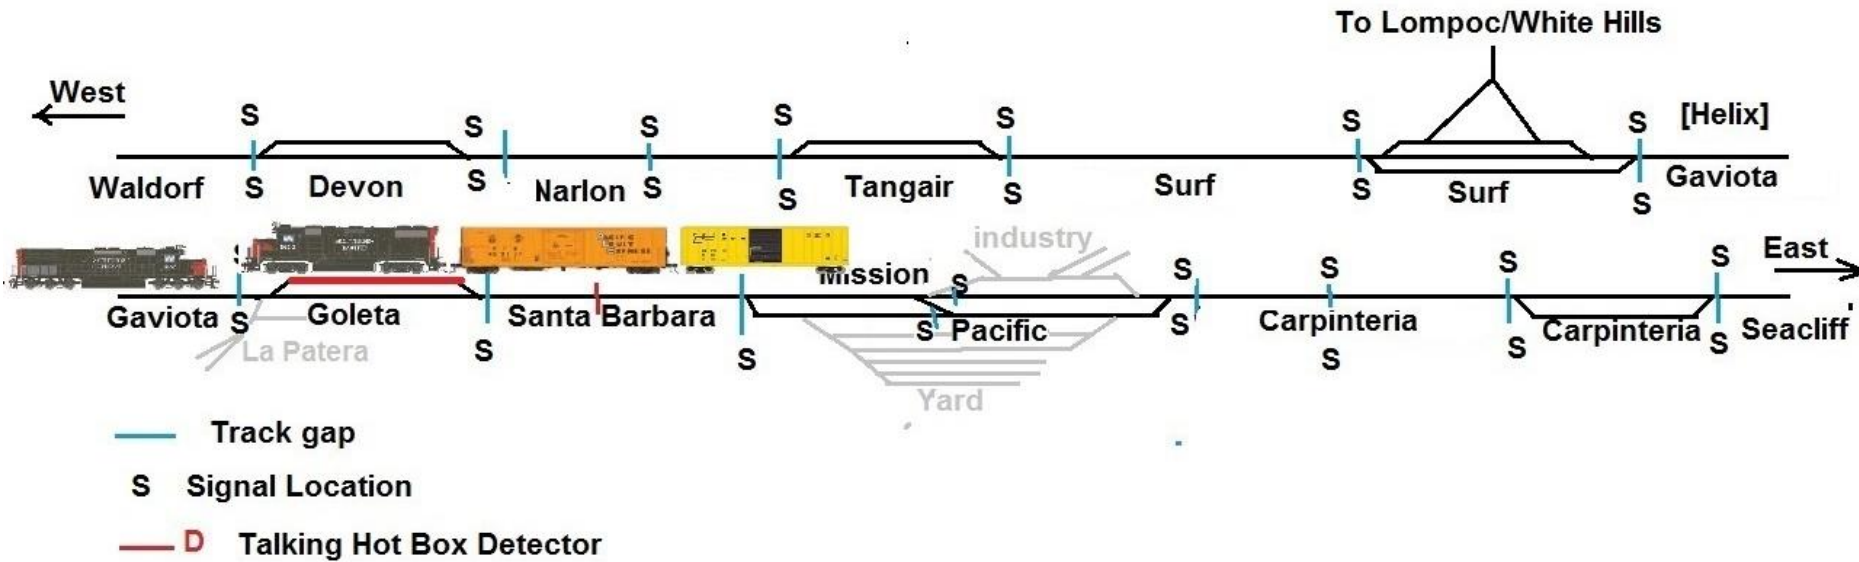 To Lompoc/White Hills
West
S S S S S S S [Helix]
S S S S S S S
Waldorf Devon Narlon Tangair Surf Surf Gaviota
industry
East
Mission
S S S S S
Gaviota S Goleta Santa Barbara S Pacific S Carpinteria Carpinteria Seacliff
La Patera S S S S S
Yard
Track gap
S Signal Location
D Talking Hot Box Detector